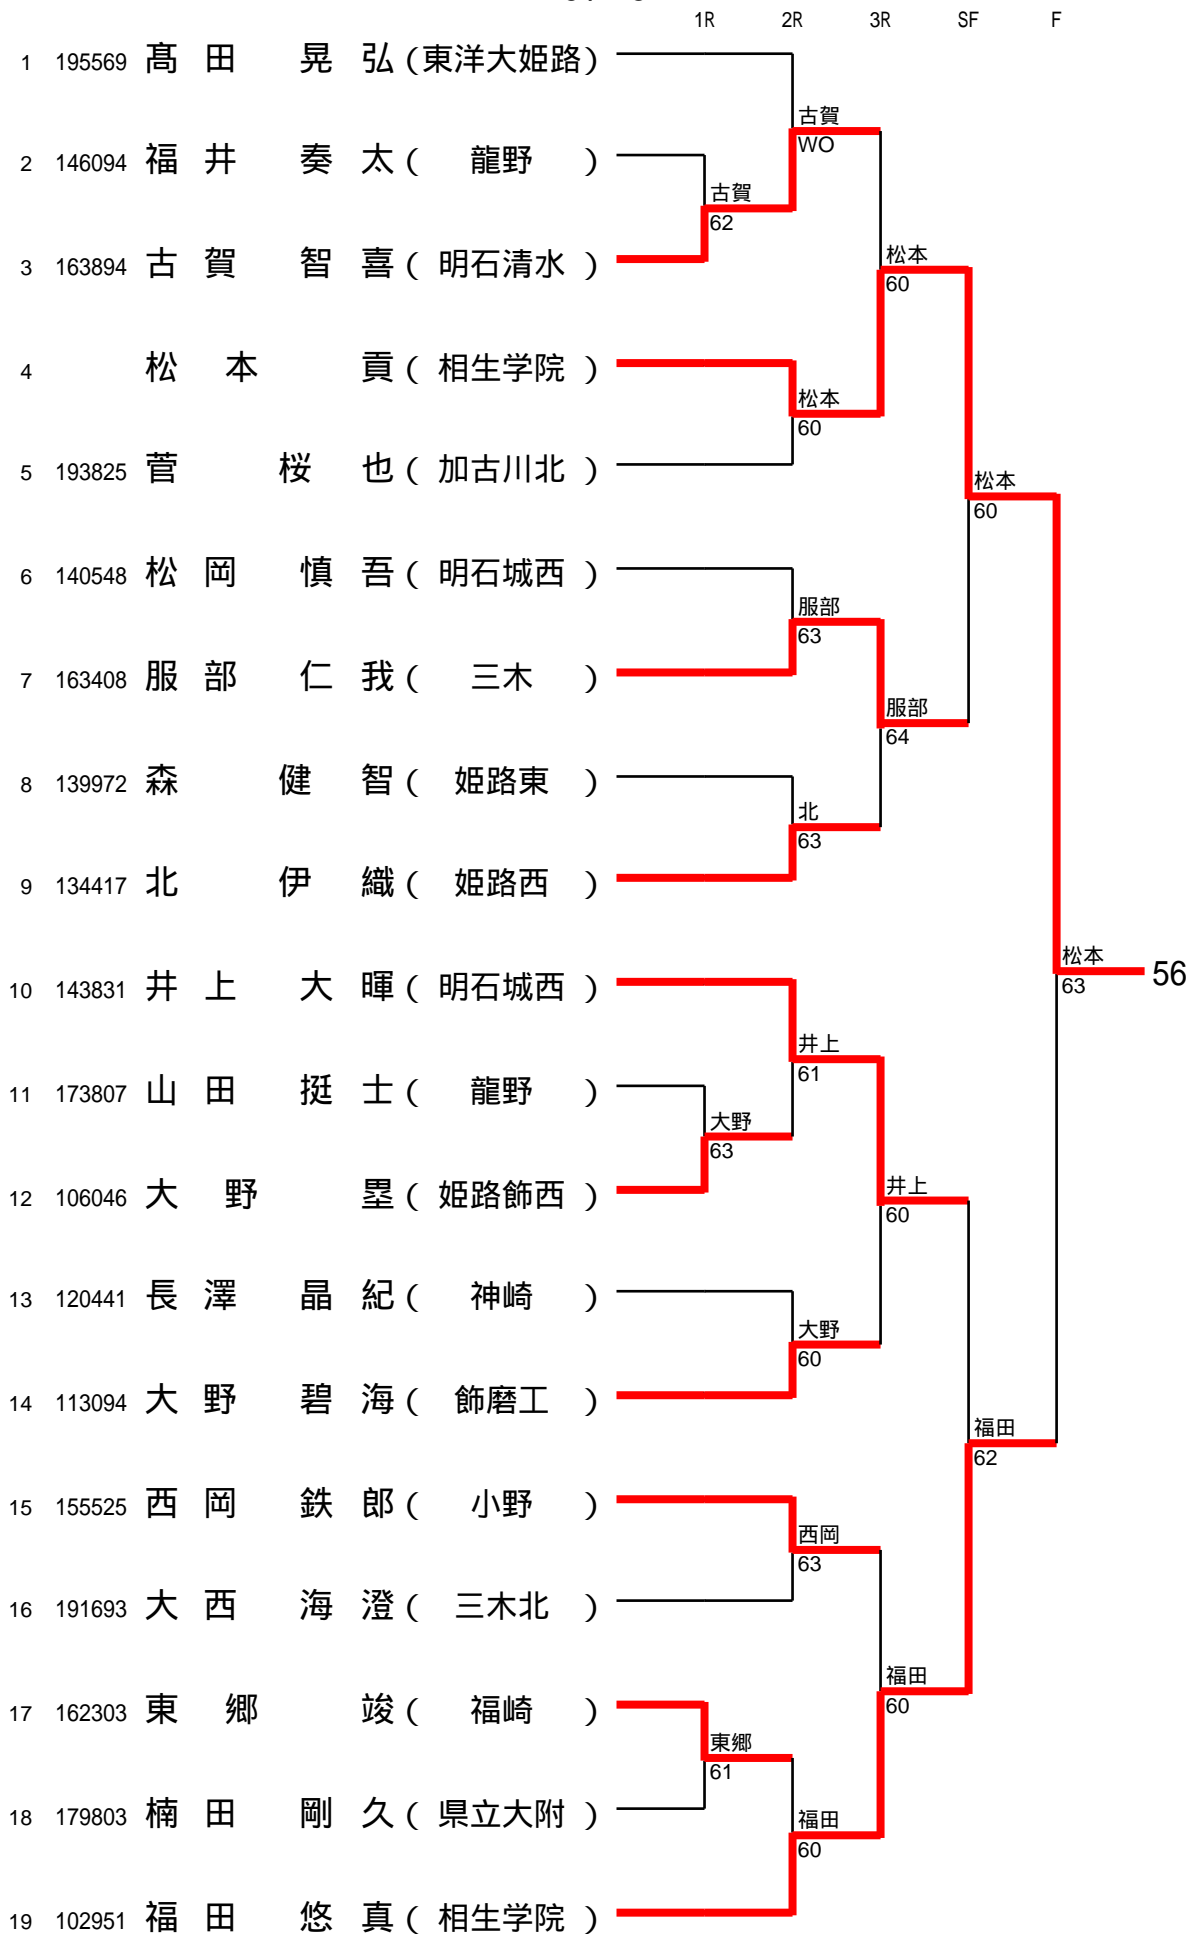 1R 2R 3R SF F
1 195569 髙田 晃弘 (東洋大姫路)
古賀
WO
2 146094 福井 奏太 ( 龍野 )
古賀
62
3 163894 古賀 智喜 ( 明石清水 )
松本
60
4 松本 貢 ( 相生学院 )
松本
60
5 193825 菅 桜也 ( 加古川北 )
松本
60
6 140548 松岡 慎吾 ( 明石城西 )
服部
63
7 163408 服部 仁我 ( 三木 )
服部
64
8 139972 森 健智 ( 姫路東 )
北
63
9 134417 北 伊織 ( 姫路西 )
松本
63
56
10 143831 井上 大暉 ( 明石城西 )
井上
61
11 173807 山田 挺士 ( 龍野 )
大野
63
12 106046 大野 塁 ( 姫路飾西 )
井上
60
13 120441 長澤 晶紀 ( 神崎 )
大野
60
14 113094 大野 碧海 ( 飾磨工 )
福田
62
15 155525 西岡 鉄郎 ( 小野 )
西岡
63
16 191693 大西 海澄 ( 三木北 )
福田
60
17 162303 東郷 竣 ( 福崎 )
東郷
61
18 179803 楠田 剛久 ( 県立大附 )
福田
60
19 102951 福田 悠真 ( 相生学院 )